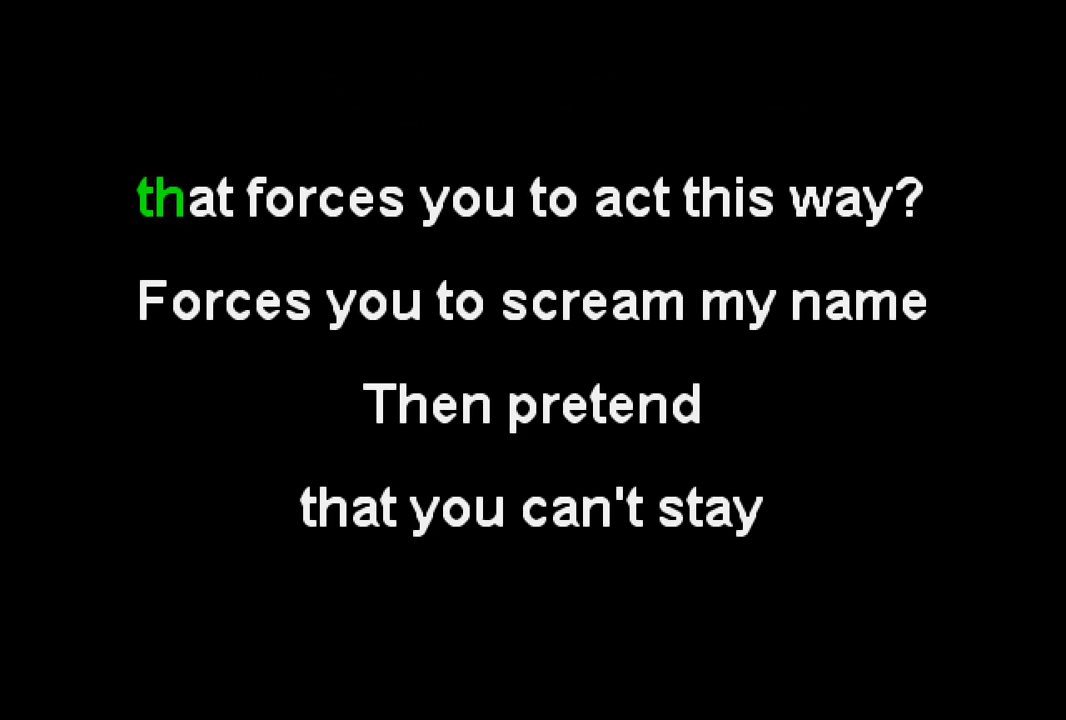 that forces you to act this way?
Forces you to scream my name
Then pretend
that you can't stay